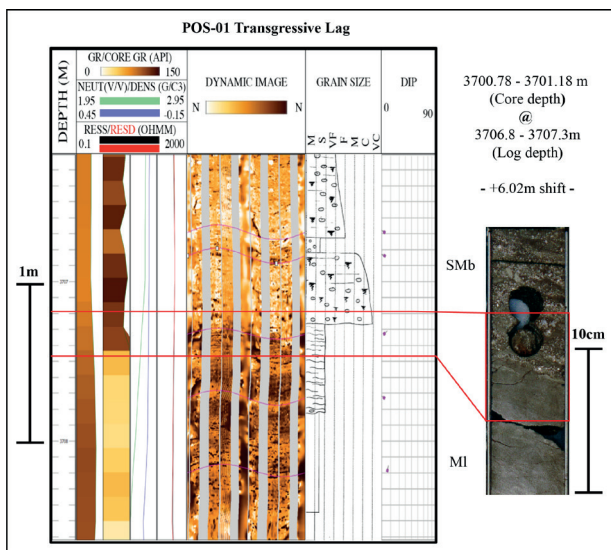 POS-01 Transgressive Lag
DEPTH (M)
GR/CORE GR (API)
0 150
NEUT(V/V)/DENS (G/C3)
1.95 2.95
0.45 -0.15
RESS/RESD (OHMM)
0.1 2000
DYNAMIC IMAGE
N N
GRAIN SIZE
M S VF F M C VC
DIP
0 90
3700.78 - 3701.18 m
(Core depth)
@
3706.8 - 3707.3m
(Log depth)
- +6.02m shift -
1m
3707
3708
SMb
10cm
Ml